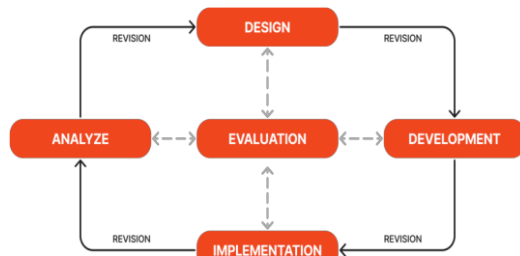 DESIGN
REVISION
REVISION
ANALYZE
EVALUATION
DEVELOPMENT
REVISION
REVISION
IMPLEMENTATION